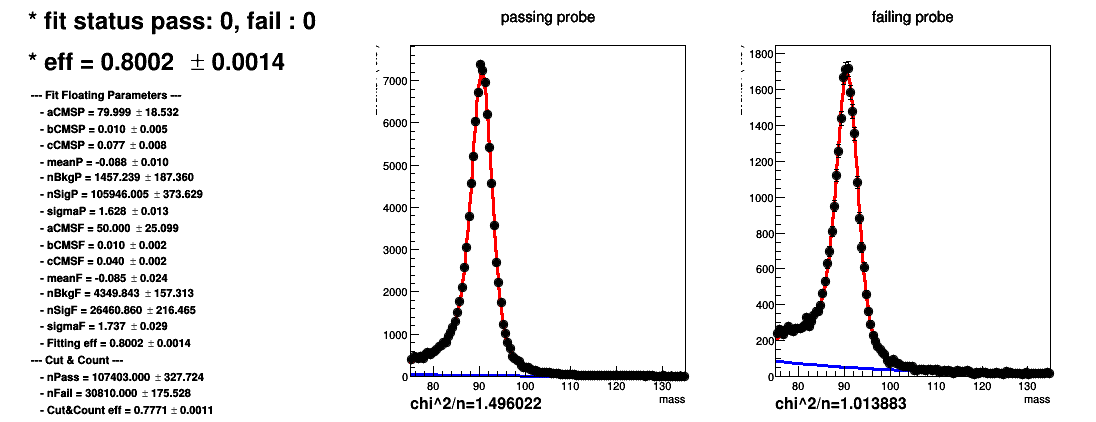 * fit status pass: 0, fail : 0
* eff = 0.8002 ± 0.0014
--- Fit Floating Parameters ---
- aCMSP = 79.999 ± 18.532
- bCMSP = 0.010 ± 0.005
- cCMSP = 0.077 ± 0.008
- meanP = -0.088 ± 0.010
- nBkgP = 1457.239 ± 187.360
- nSigP = 105946.005 ± 373.629
- sigmaP = 1.628 ± 0.013
- aCMSF = 50.000 ± 25.099
- bCMSF = 0.010 ± 0.002
- cCMSF = 0.040 ± 0.002
- meanF = -0.085 ± 0.024
- nBkgF = 4349.843 ± 157.313
- nSigF = 26460.860 ± 216.465
- sigmaF = 1.737 ± 0.029
- Fitting eff = 0.8002 ± 0.0014
--- Cut & Count ---
- nPass = 107403.000 ± 327.724
- nFail = 30810.000 ± 175.528
- Cut&Count eff = 0.7771 ± 0.0011
passing probe
7000
6000
5000
4000
3000
2000
1000
0
80 90 100 110 120 130
mass
chi^2/n=1.496022
failing probe
1800
1600
1400
1200
1000
800
600
400
200
0
80 90 100 110 120 130
mass
chi^2/n=1.013883